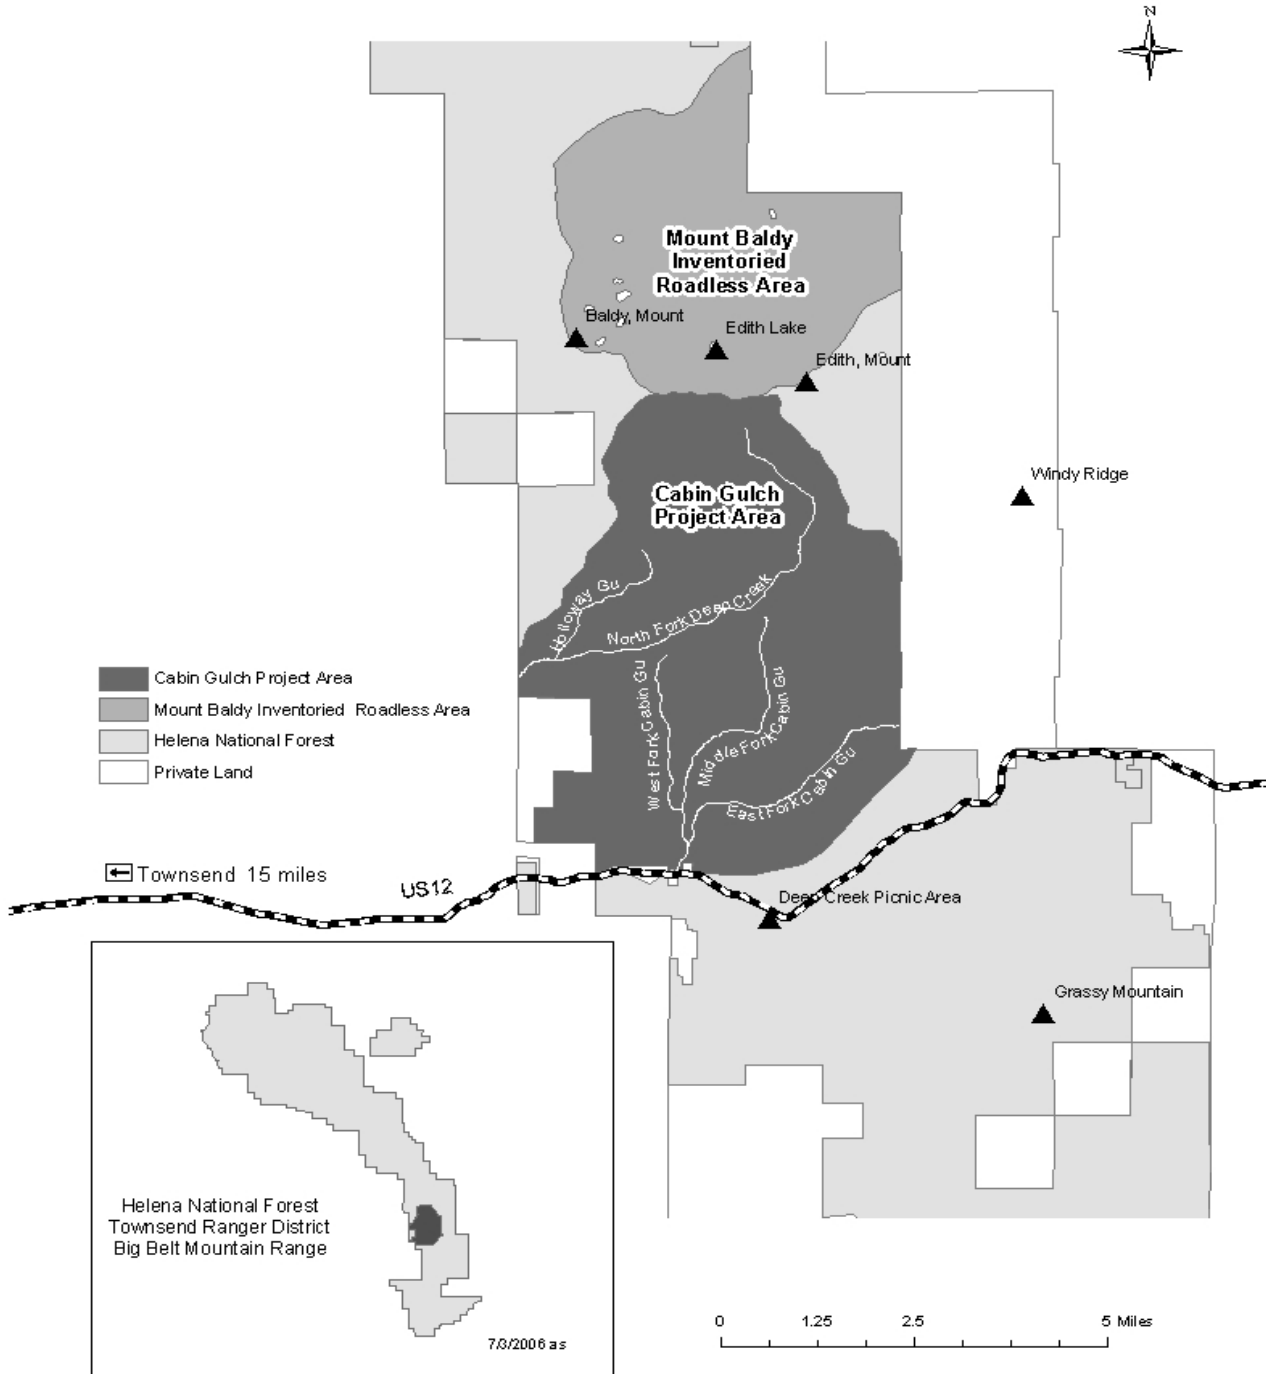 N
Mount Baldy
Inventoried
Roadless Area
Baldy, Mount
Edith Lake
Edith, Mount
Windy Ridge
Cabin Gulch
Project Area
Holloway Gu
North Fork Deep Creek
West Fork Cabin Gu
Middle Fork Cabin Gu
East Fork Cabin Gu
Cabin Gulch Project Area
Mount Baldy Inventoried Roadless Area
Helena National Forest
Private Land
Townsend 15 miles
US12
Deep Creek Picnic Area
Grassy Mountain
Helena National Forest
Townsend Ranger District
Big Belt Mountain Range
7/3/2006 as
0 1.25 2.5 5 Miles